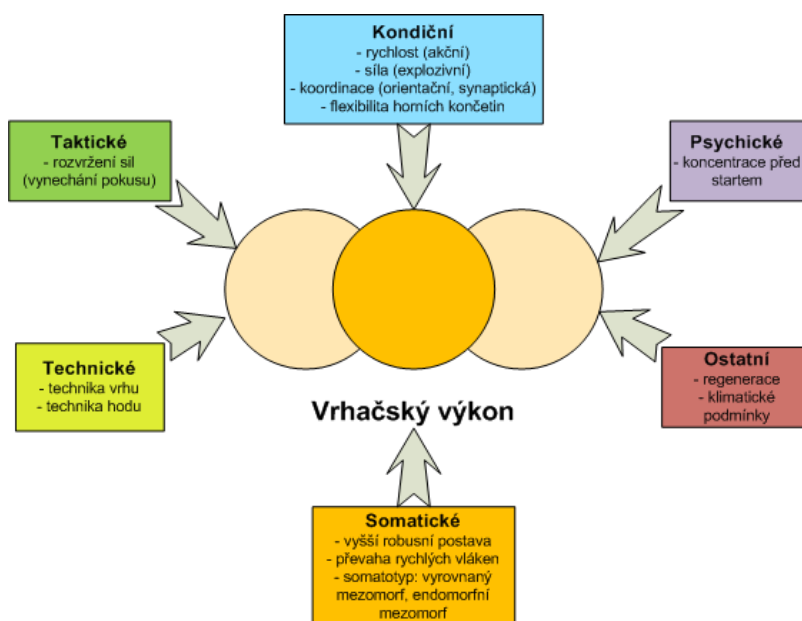 Kondiční
- rychlost (akční)
- síla (explozivní)
- koordinace (orientační, synaptická)
- flexibilita horních končetin
Taktické
- rozvržení sil
(vynechání pokusu)
Psychické
- koncentrace před
startem
Technické
- technika vrhu
- technika hodu
Ostatní
- regenerace
- klimatické
podmínky
Vrhačský výkon
Somatické
- vyšší robusní postava
- převaha rychlých vláken
- somatotyp: vyrovnaný
mezomorf, endomorfní
mezomorf